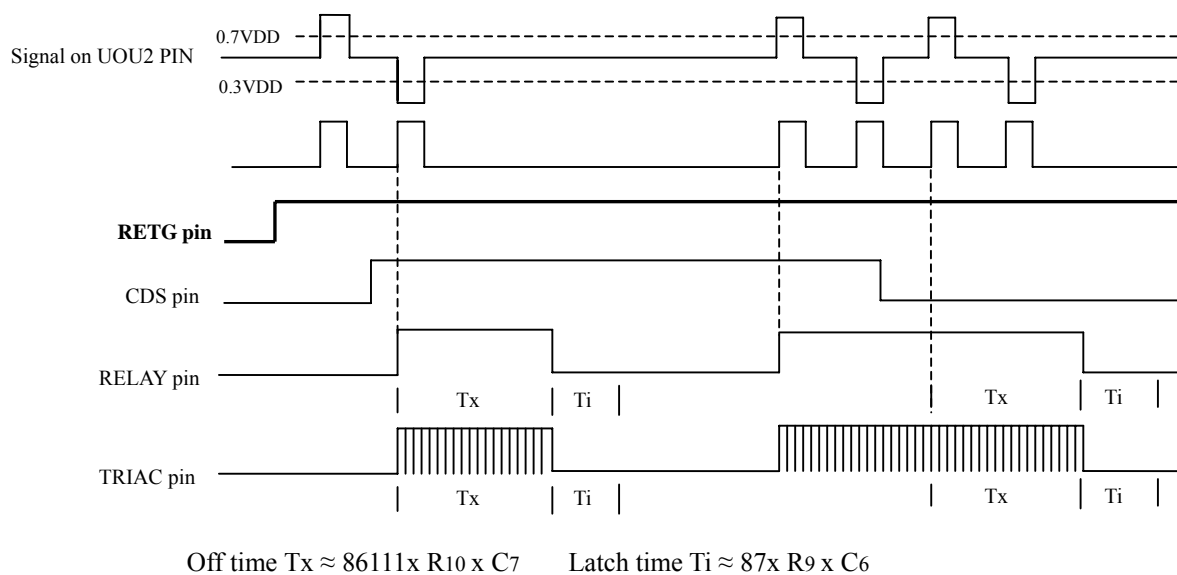 0.7VDD
Signal on UOU2 PIN
0.3VDD
RETG pin
CDS pin
RELAY pin
Tx Ti Tx Ti
TRIAC pin
Tx Ti Tx Ti
Off time Tx ≈ 86111x R10 x C7 Latch time Ti ≈ 87x R9 x C6